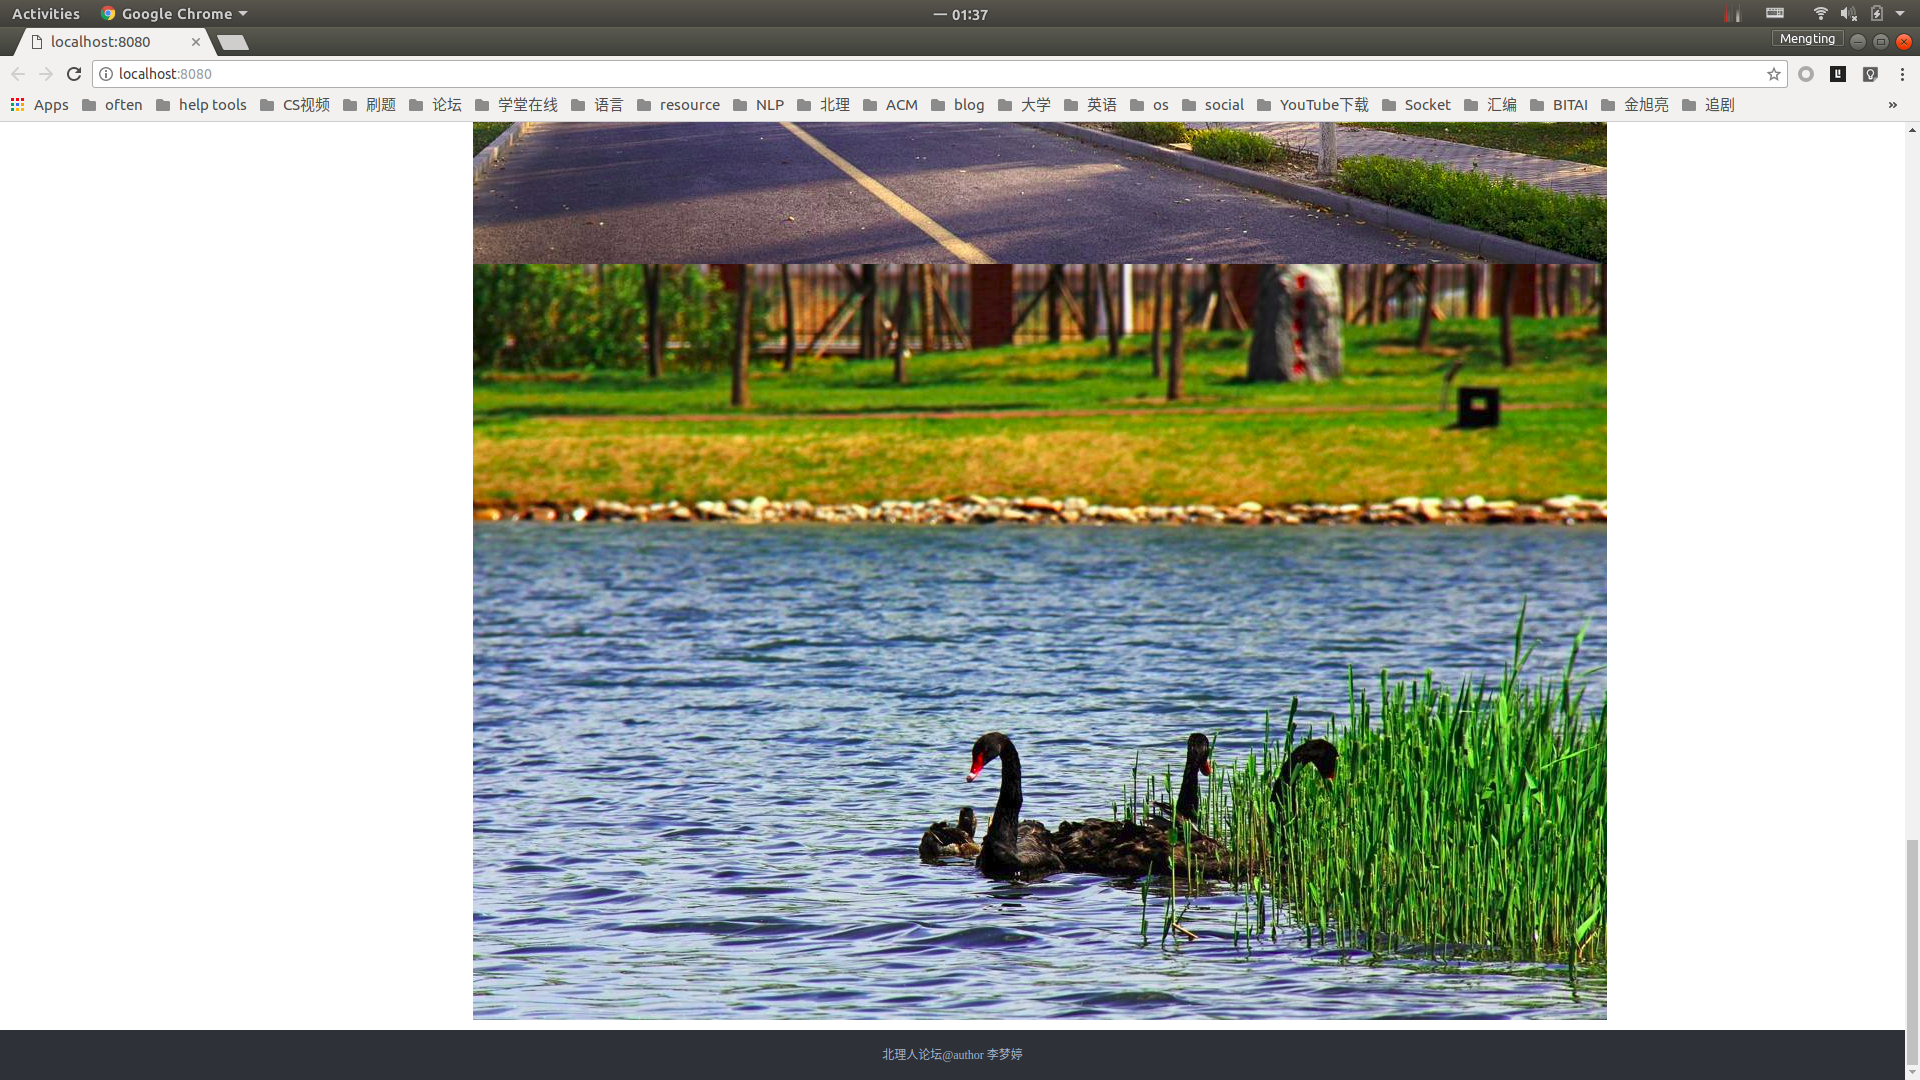 Activities Google Chrome 一 01:37
localhost:8080 Mengting
localhost:8080
Apps often help tools CS视频 刷题 论坛 学堂在线 语言 resource NLP 北理 ACM blog 大学 英语 os social YouTube下载 Socket 汇编 BITAI 金旭亮 追剧 »
北理人论坛@author 李梦婷